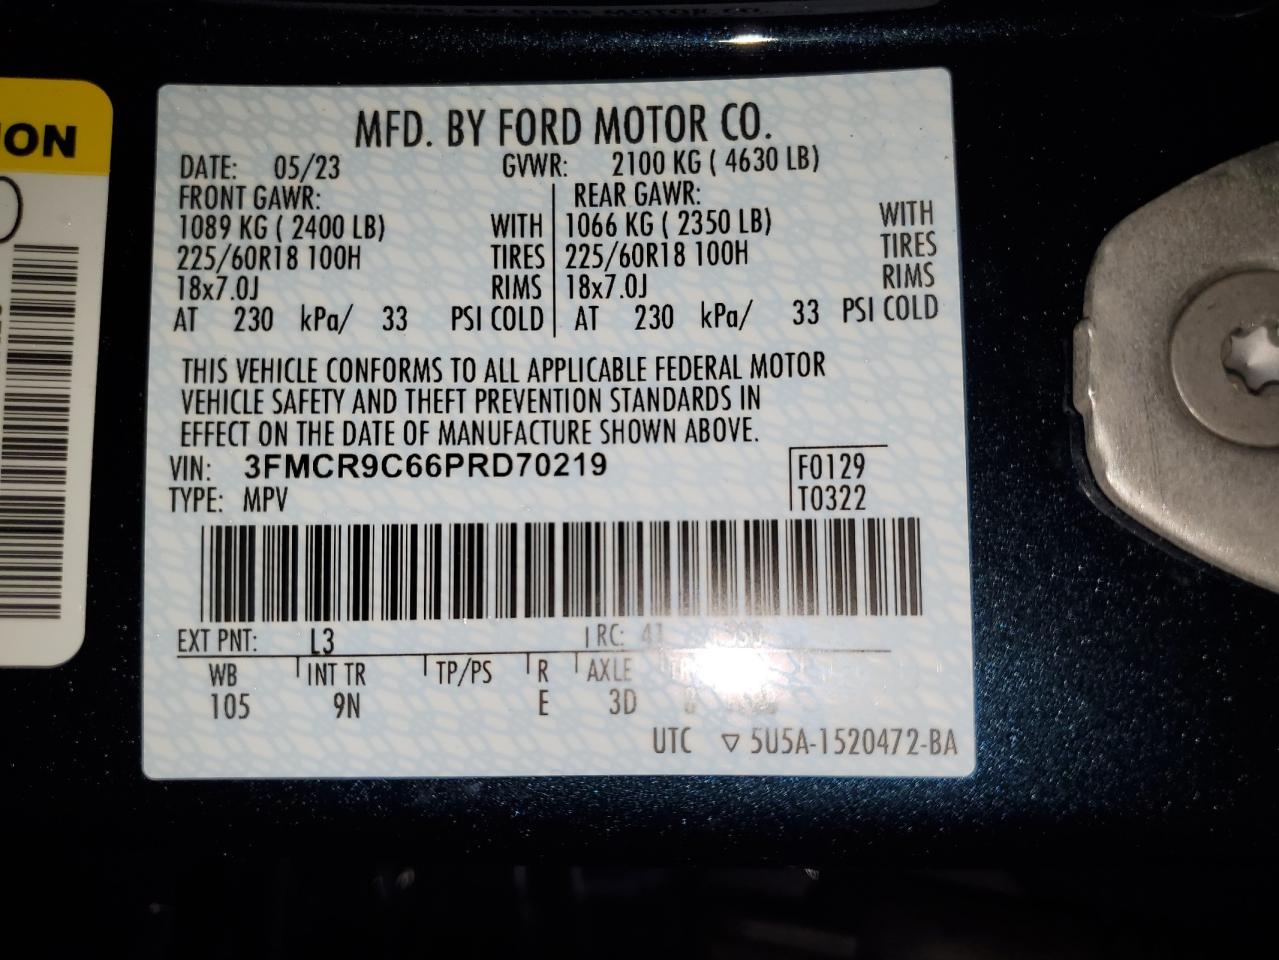 MFD. BY FORD MOTOR CO.
DATE: 05/23 GVWR: 2100 KG ( 4630 LB)
FRONT GAWR: REAR GAWR:
1089 KG ( 2400 LB) WITH 1066 KG ( 2350 LB) WITH
225/60R18 100H TIRES 225/60R18 100H TIRES
18x7.0J RIMS 18x7.0J RIMS
AT 230 kPa/ 33 PSI COLD AT 230 kPa/ 33 PSI COLD
THIS VEHICLE CONFORMS TO ALL APPLICABLE FEDERAL MOTOR
VEHICLE SAFETY AND THEFT PREVENTION STANDARDS IN
EFFECT ON THE DATE OF MANUFACTURE SHOWN ABOVE.
VIN: 3FMCR9C66PRD70219 F0129
TYPE: MPV T0322
EXT PNT: L3 RC: 41
WB INT TR TP/PS R AXLE
105 9N E 3D
UTC ▽ 5U5A-1520472-BA